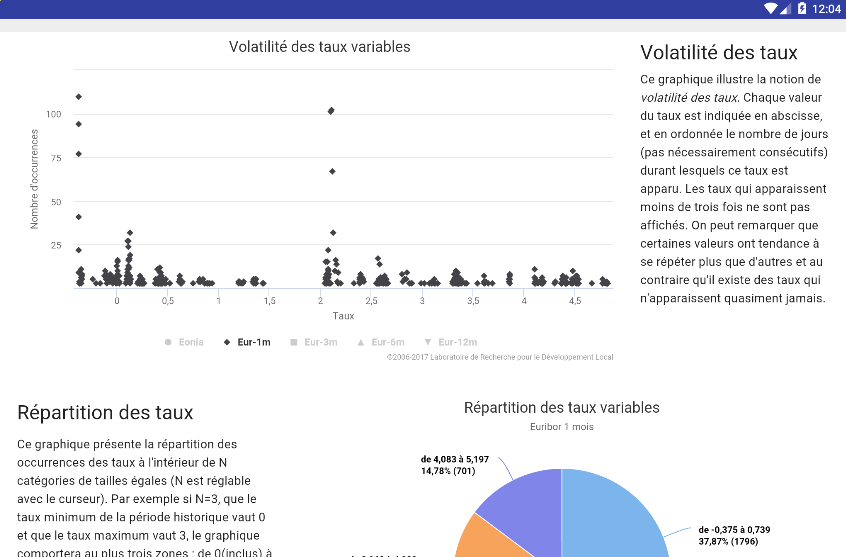 12:04
Volatilité des taux variables
Nombre d'occurrences
100
75
50
25
0
0,5
1
1,5
2
2,5
3
3,5
4
4,5
Taux
Eonia
Eur-1m
Eur-3m
Eur-6m
Eur-12m
©2006-2017 Laboratoire de Recherche pour le Développement Local
Volatilité des taux
Ce graphique illustre la notion de
volatilité des taux. Chaque valeur
du taux est indiquée en abscisse,
et en ordonnée le nombre de jours
(pas nécessairement consécutifs)
durant lesquels ce taux est
apparu. Les taux qui apparaissent
moins de trois fois ne sont pas
affichés. On peut remarquer que
certaines valeurs ont tendance à
se répéter plus que d'autres et au
contraire qu'il existe des taux qui
n'apparaissent quasiment jamais.
Répartition des taux
Ce graphique présente la répartition des
occurrences des taux à l'intérieur de N
catégories de tailles égales (N est réglable
avec le curseur). Par exemple si N=3, que le
taux minimum de la période historique vaut 0
et que le taux maximum vaut 3, le graphique
comportera au plus trois zones : de 0(inclus) à
Répartition des taux variables
Euribor 1 mois
de 4,083 à 5,197
14,78% (701)
de -0,375 à 0,739
37,87% (1796)